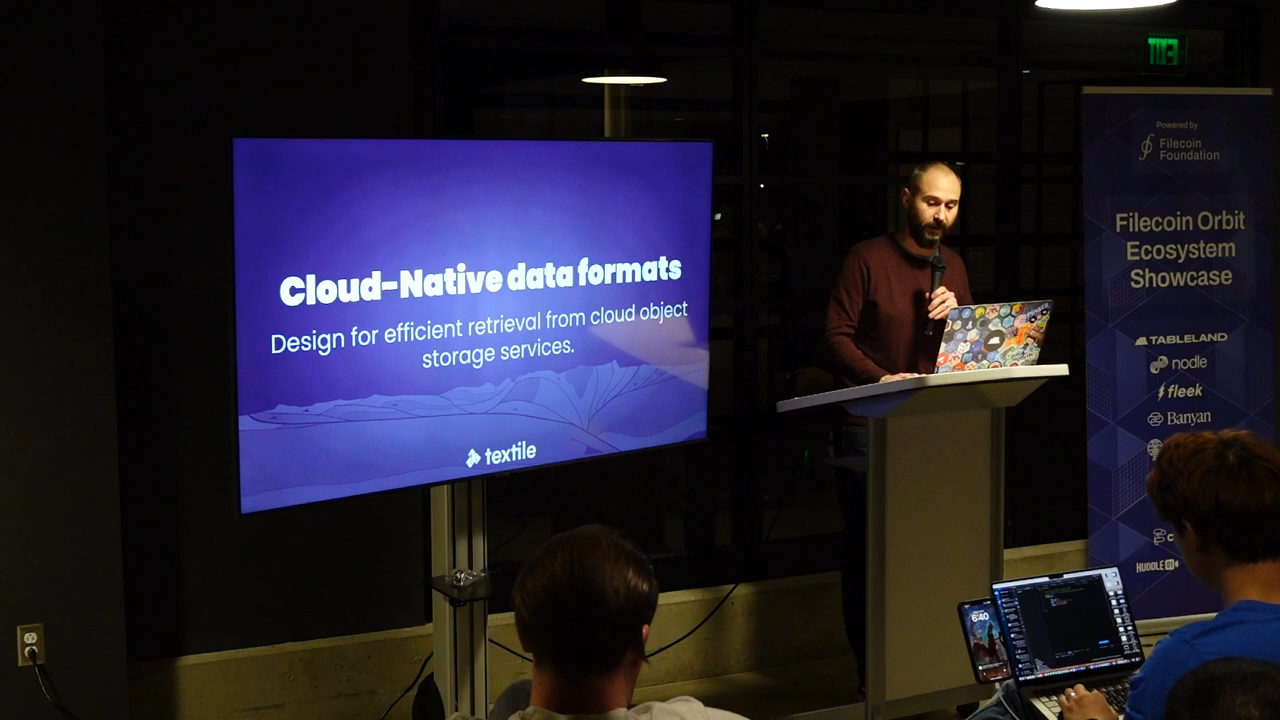 Cloud-Native data formats
Design for efficient retrieval from cloud object
storage services.
textile
EXIT
Powered by
Filecoin
Foundation
Filecoin Orbit
Ecosystem
Showcase
TABLELAND
nodle
fleek
Banyan
HUDDLE
6:40